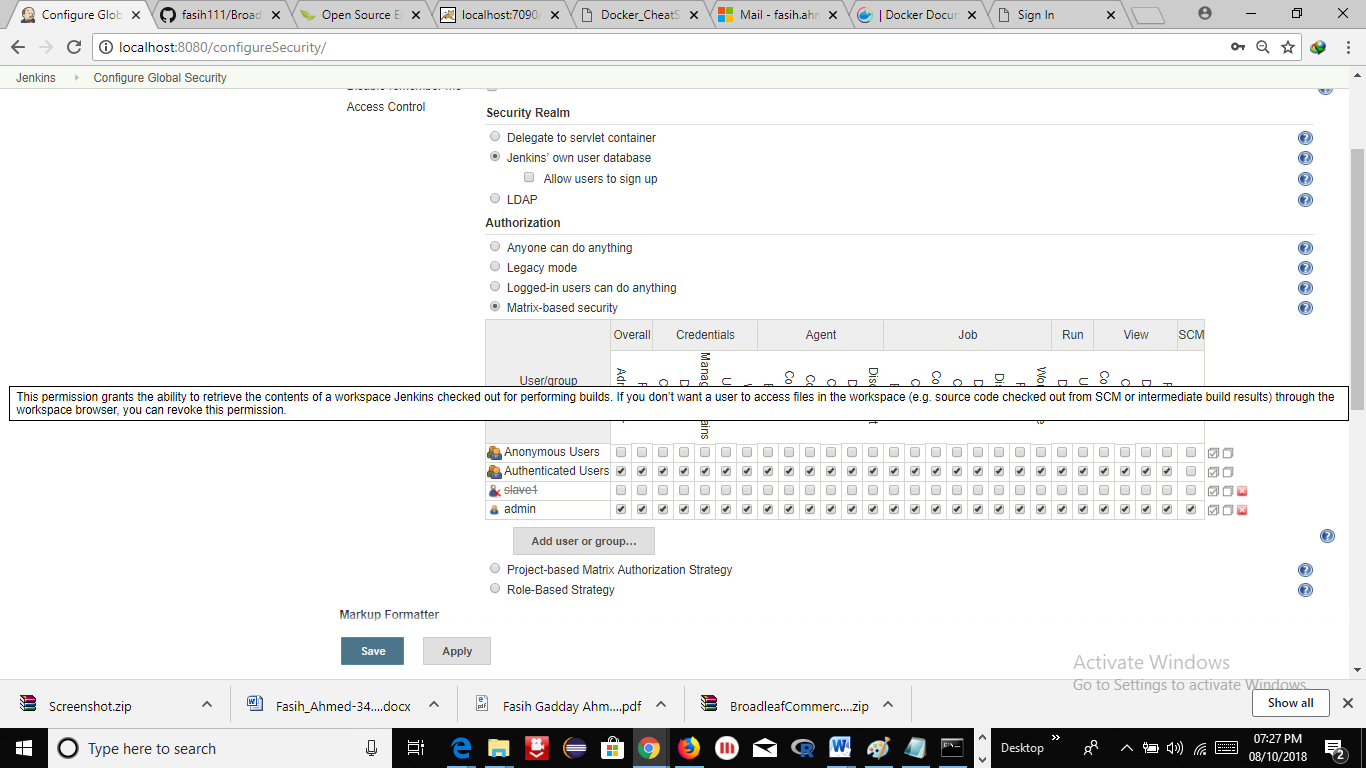 Configure Glob
fasih111/Broad
Open Source E
localhost:7090/
Docker_CheatS
Mail - fasih.ahm
| Docker Docum
Sign In
localhost:8080/configureSecurity/
Jenkins
Configure Global Security
Access Control
Security Realm
Delegate to servlet container
Jenkins' own user database
Allow users to sign up
LDAP
Authorization
Anyone can do anything
Legacy mode
Logged-in users can do anything
Matrix-based security
Overall Credentials Agent Job Run View SCM
User/group
This permission grants the ability to retrieve the contents of a workspace Jenkins checked out for performing builds. If you don't want a user to access files in the workspace (e.g. source code checked out from SCM or intermediate build results) through the
workspace browser, you can revoke this permission.
Anonymous Users
Authenticated Users
slave1
admin
Add user or group...
Project-based Matrix Authorization Strategy
Role-Based Strategy
Markup Formatter
Save
Apply
Activate Windows
Go to Settings to activate Windows.
Screenshot.zip
Fasih_Ahmed-34....docx
Fasih Gadday Ahm....pdf
BroadleafCommerc....zip
Show all
Type here to search
Desktop
07:27 PM
08/10/2018
2